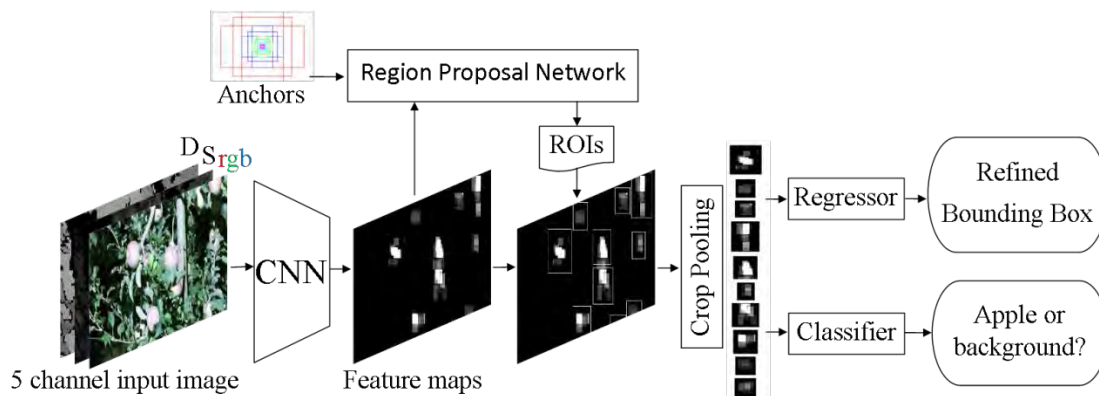 Anchors
Region Proposal Network
ROIs
D S rgb
CNN
5 channel input image
Feature maps
Crop Pooling
Regressor
Refined
Bounding Box
Classifier
Apple or
background?